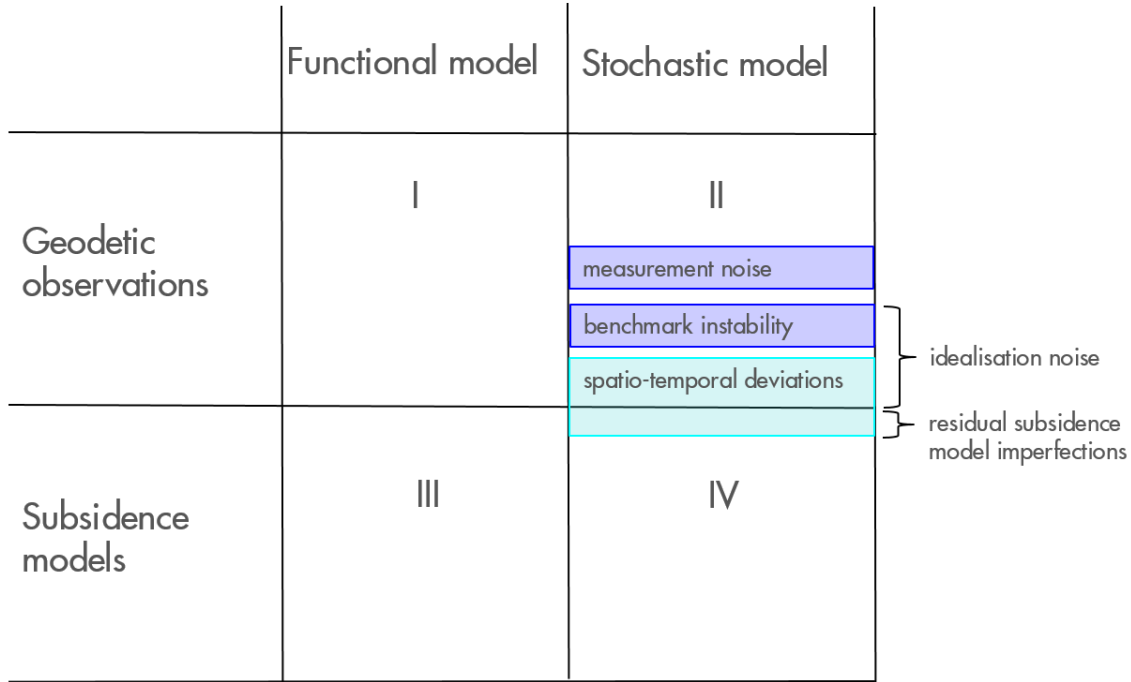 Functional model
Stochastic model
I
II
Geodetic
observations
measurement noise
benchmark instability
spatio-temporal deviations
idealisation noise
residual subsidence
model imperfections
III
IV
Subsidence
models